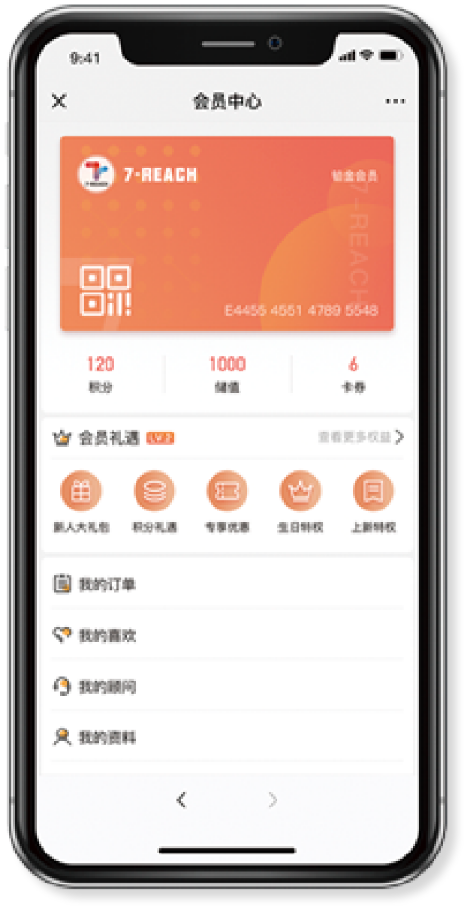 9:41
会员中心
7-REACH
7-REACH
铂金会员
7-REACH
E4455 4551 4789 5548
120 1000 6
积分 储值 卡券
会员礼遇 LV.2 查看更多权益
新人大礼包 积分礼遇 专享优惠 生日特权 上新特权
我的订单
我的喜欢
我的顾问
我的资料